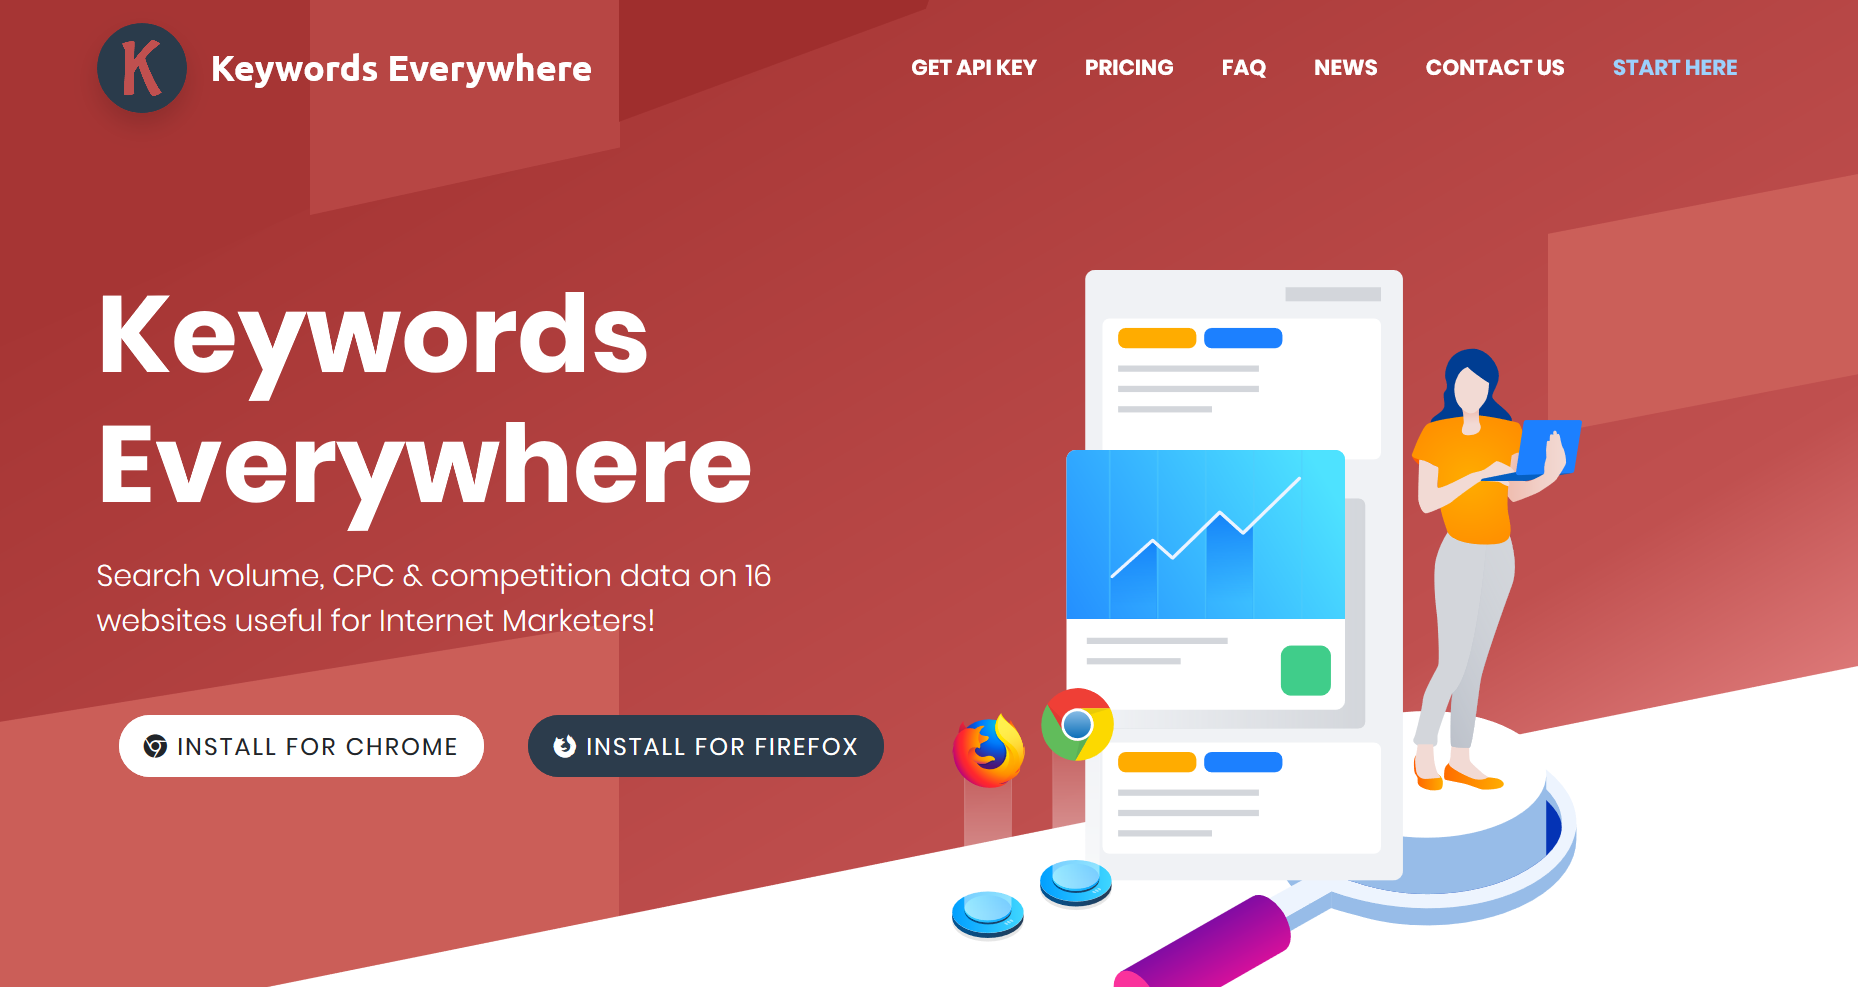 K
Keywords Everywhere
GET API KEY PRICING FAQ NEWS CONTACT US START HERE
Keywords
Everywhere
Search volume, CPC & competition data on 16
websites useful for Internet Marketers!
INSTALL FOR CHROME
INSTALL FOR FIREFOX